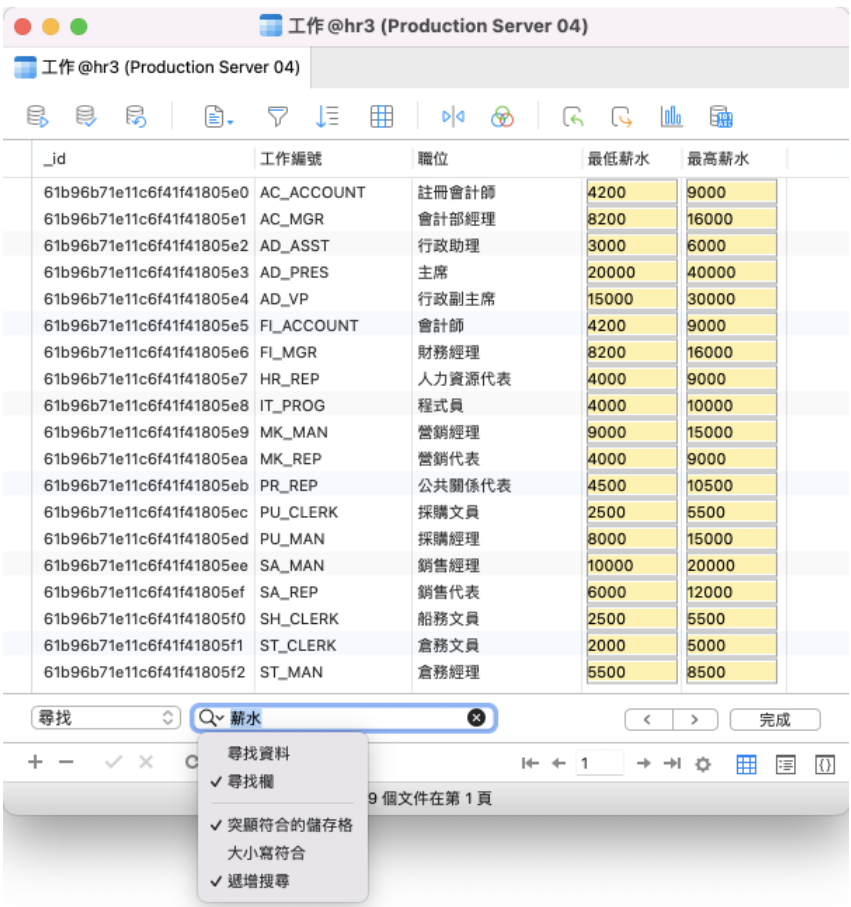 工作 @hr3 (Production Server 04)
工作 @hr3 (Production Server 04)
_id 工作編號 職位 最低薪水 最高薪水
61b96b71e11c6f41f41805e0 AC_ACCOUNT 註冊會計師 4200 9000
61b96b71e11c6f41f41805e1 AC_MGR 會計部經理 8200 16000
61b96b71e11c6f41f41805e2 AD_ASST 行政助理 3000 6000
61b96b71e11c6f41f41805e3 AD_PRES 主席 20000 40000
61b96b71e11c6f41f41805e4 AD_VP 行政副主席 15000 30000
61b96b71e11c6f41f41805e5 FI_ACCOUNT 會計師 4200 9000
61b96b71e11c6f41f41805e6 FI_MGR 財務經理 8200 16000
61b96b71e11c6f41f41805e7 HR_REP 人力資源代表 4000 9000
61b96b71e11c6f41f41805e8 IT_PROG 程式員 4000 10000
61b96b71e11c6f41f41805e9 MK_MAN 營銷經理 9000 15000
61b96b71e11c6f41f41805ea MK_REP 營銷代表 4000 9000
61b96b71e11c6f41f41805eb PR_REP 公共關係代表 4500 10500
61b96b71e11c6f41f41805ec PU_CLERK 採購文員 2500 5500
61b96b71e11c6f41f41805ed PU_MAN 採購經理 8000 15000
61b96b71e11c6f41f41805ee SA_MAN 銷售經理 10000 20000
61b96b71e11c6f41f41805ef SA_REP 銷售代表 6000 12000
61b96b71e11c6f41f41805f0 SH_CLERK 船務文員 2500 5500
61b96b71e11c6f41f41805f1 ST_CLERK 倉務文員 2000 5000
61b96b71e11c6f41f41805f2 ST_MAN 倉務經理 5500 8500
尋找 薪水 完成
尋找資料
✓ 尋找欄
✓ 突顯符合的儲存格
大小寫符合
✓ 遞增搜尋
1
9 個文件在第 1 頁